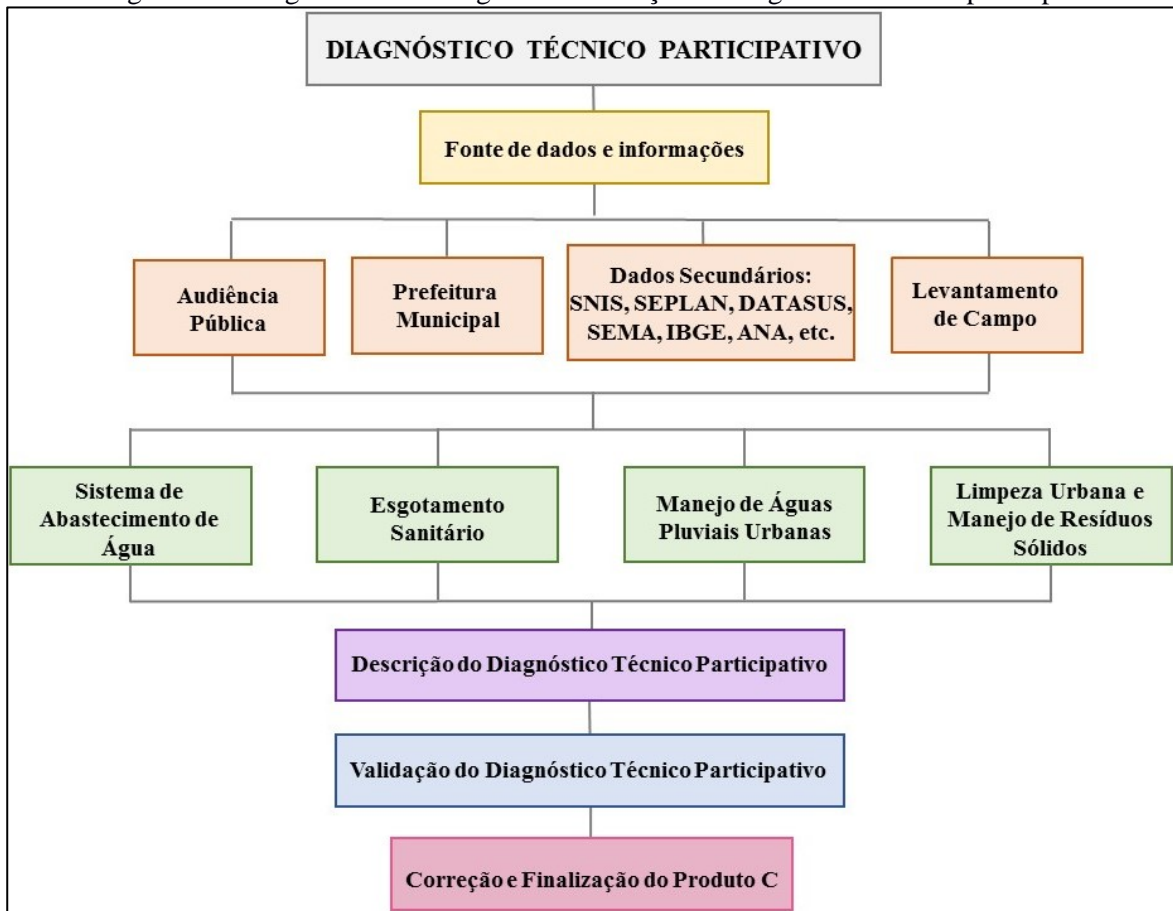 DIAGNÓSTICO TÉCNICO PARTICIPATIVO
Fonte de dados e informações
Audiência
Pública
Prefeitura
Municipal
Dados Secundários:
SNIS, SEPLAN, DATASUS,
SEMA, IBGE, ANA, etc.
Levantamento
de Campo
Sistema de
Abastecimento de
Água
Esgotamento
Sanitário
Manejo de Águas
Pluviais Urbanas
Limpeza Urbana e
Manejo de Resíduos
Sólidos
Descrição do Diagnóstico Técnico Participativo
Validação do Diagnóstico Técnico Participativo
Correção e Finalização do Produto C